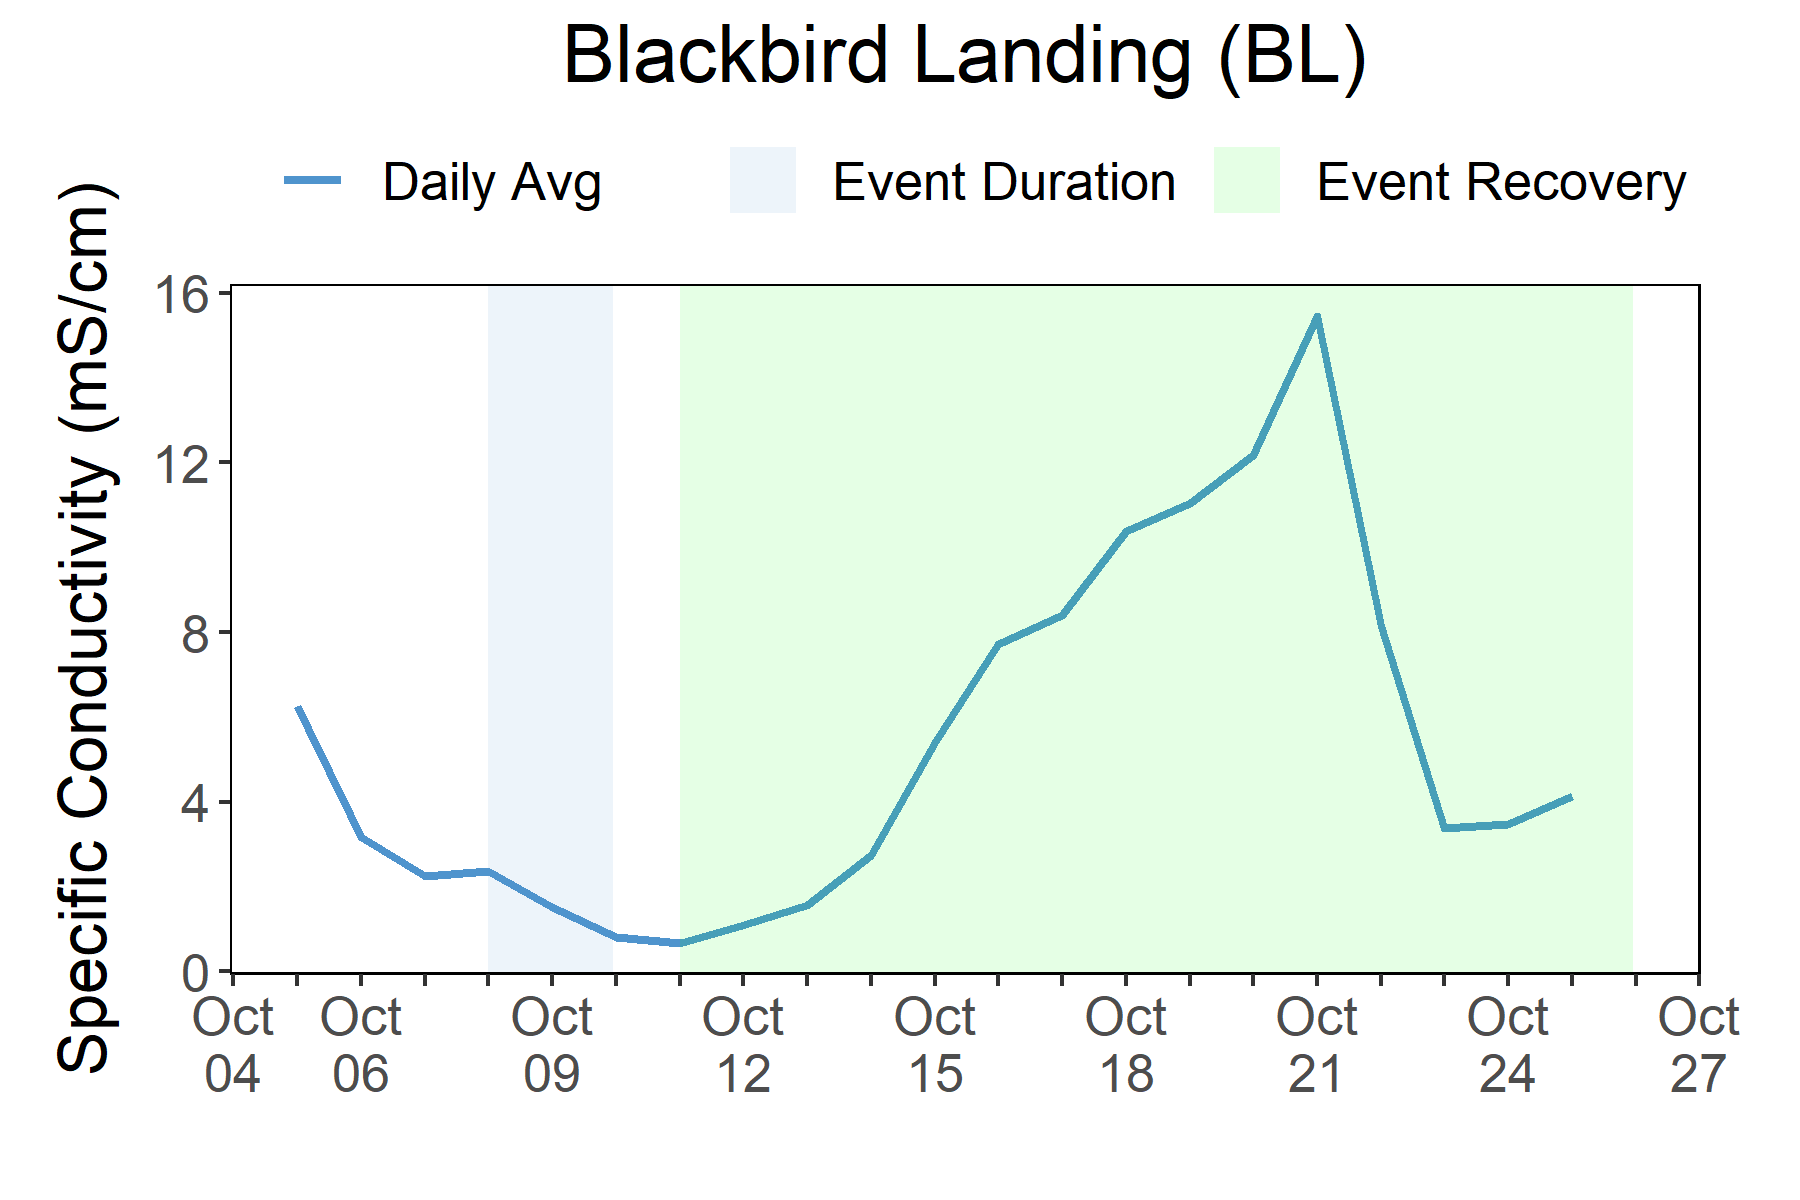 Blackbird Landing (BL)
Daily Avg Event Duration Event Recovery
Specific Conductivity (mS/cm)
16
12
8
4
0
Oct Oct Oct Oct Oct Oct Oct Oct Oct
04 06 09 12 15 18 21 24 27